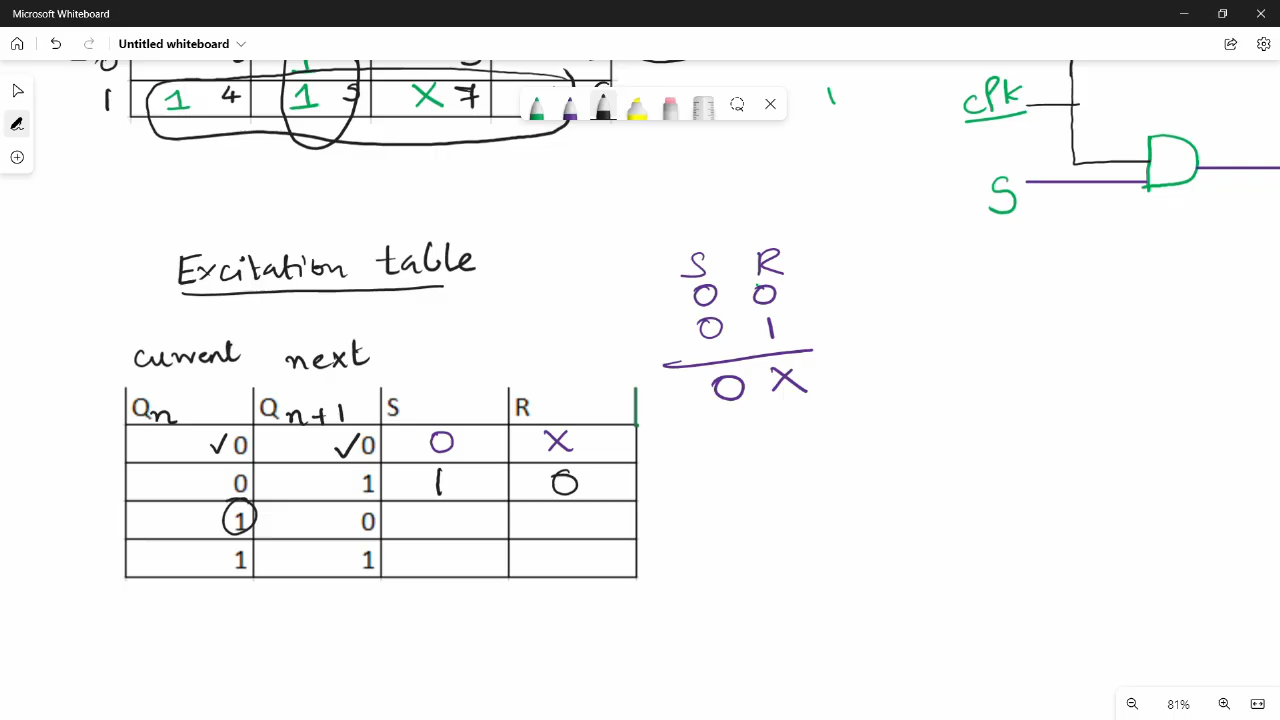 Microsoft Whiteboard
Untitled whiteboard
1 1 4 1 5 X 7
CPK
S
Excitation table
S R
0 0
0 1
0 X
current next
Qn Qn+1 S R
✓0 ✓0 0 X
0 1 1 0
1 0
1 1
81%